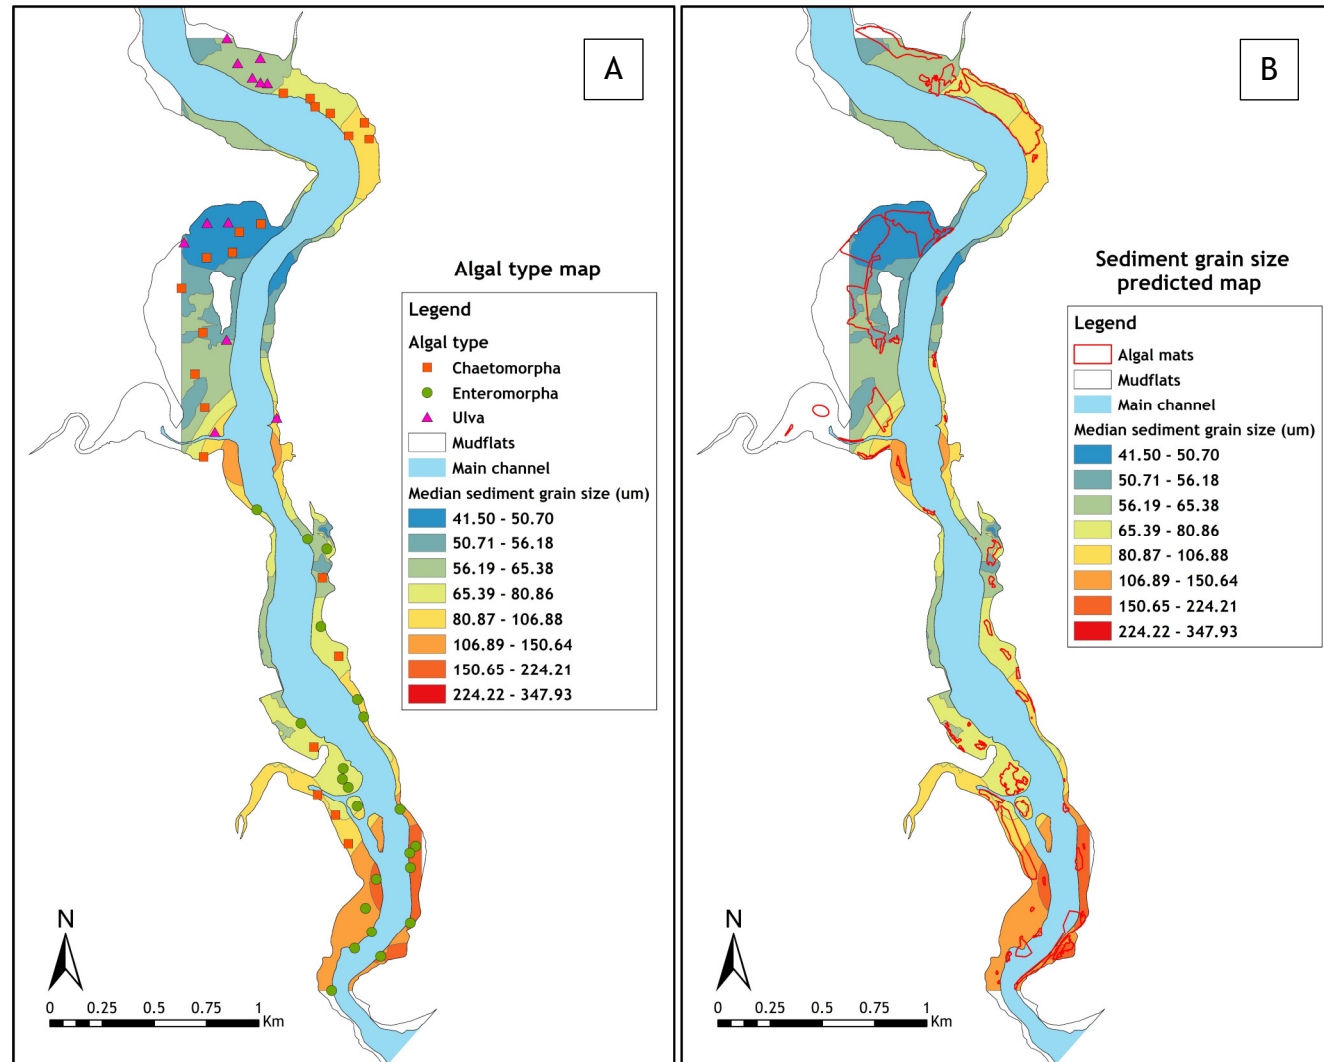 A
Algal type map
Legend
Algal type
Chaetomorpha
Enteromorpha
Ulva
Mudflats
Main channel
Median sediment grain size (um)
41.50 - 50.70
50.71 - 56.18
56.19 - 65.38
65.39 - 80.86
80.87 - 106.88
106.89 - 150.64
150.65 - 224.21
224.22 - 347.93
N
0 0.25 0.5 0.75 1
Km
B
Sediment grain size
predicted map
Legend
Algal mats
Mudflats
Main channel
Median sediment grain size (um)
41.50 - 50.70
50.71 - 56.18
56.19 - 65.38
65.39 - 80.86
80.87 - 106.88
106.89 - 150.64
150.65 - 224.21
224.22 - 347.93
N
0 0.25 0.5 0.75 1
Km